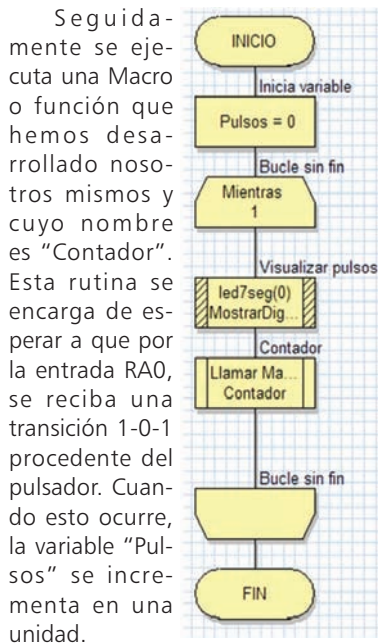 Seguida-
mente se eje-
cuta una Macro
o función que
hemos desa-
rrollado noso-
tros mismos y
cuyo nombre
es “Contador”.
Esta rutina se
encarga de es-
perar a que por
la entrada RA0,
se reciba una
transición 1-0-1
procedente del
pulsador. Cuan-
do esto ocurre,
la variable “Pul-
sos” se incre-
menta en una
unidad.
INICIO
Inicia variable
Pulsos = 0
Bucle sin fin
Mientras
1
Visualizar pulsos
led7seg(0)
MostrarDig...
Contador
Llamar Ma...
Contador
Bucle sin fin
FIN